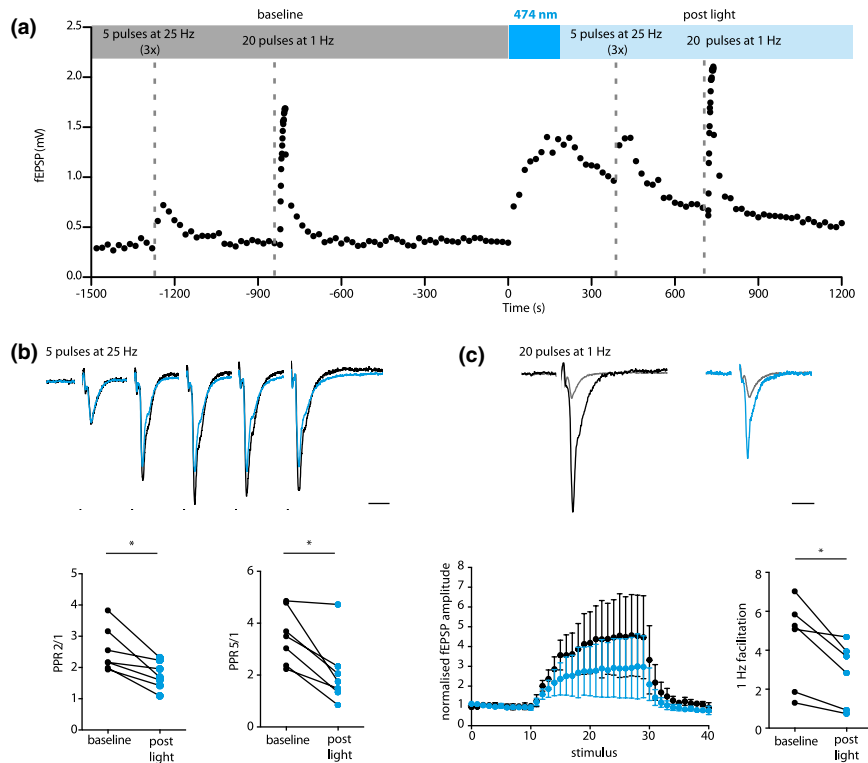 (a)
baseline
474 nm
post light
5 pulses at 25 Hz
(3x)
20 pulses at 1 Hz
5 pulses at 25 Hz
(3x)
20 pulses at 1 Hz
fEPSP (mV)
2.5
2.0
1.5
1.0
0.5
0.0
-1500
-1200
-900
-600
-300
0
300
600
900
1200
Time (s)
(b)
5 pulses at 25 Hz
(c)
20 pulses at 1 Hz
*
PPR 2/1
5
4
3
2
1
0
baseline
post
light
*
PPR 5/1
6
4
2
0
baseline
post
light
normalised fEPSP amplitude
8
7
6
5
4
3
2
1
0
0
10
20
30
40
stimulus
*
1 Hz facilitation
8
6
4
2
0
baseline
post
light